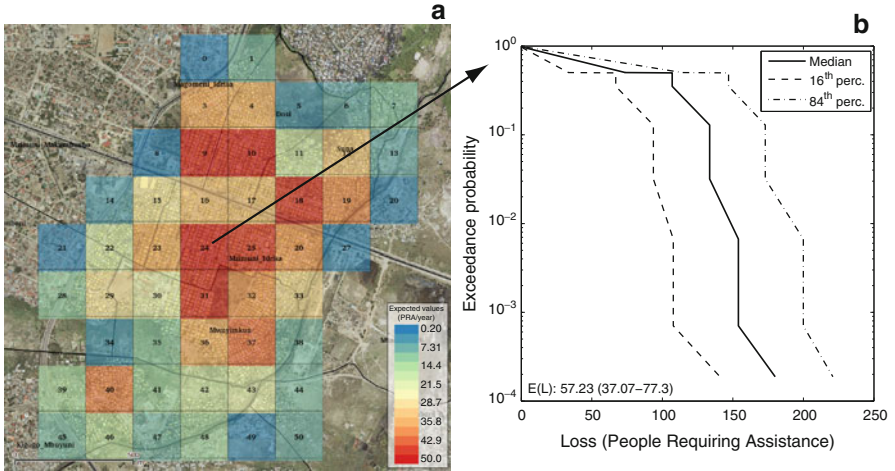 a
0 1
Magomeni_Idrisa
3 4 5 6 7
Dosi
8 9 10 11 12 13
Suna
14 15 16 17 18 19 20
21 22 23 24 25 26 27
28 29 30 31 32 33
34 35 36 37 38
39 40 41 42 43 44
45 46 47 48 49 50
Expected values
(PRA/year)
0.20
7.31
14.4
21.5
28.7
35.8
42.9
50.0
b
Exceedance probability
10⁰
10⁻¹
10⁻²
10⁻³
10⁻⁴
Median
16th perc.
84th perc.
E(L): 57.23 (37.07–77.3)
0 50 100 150 200 250
Loss (People Requiring Assistance)